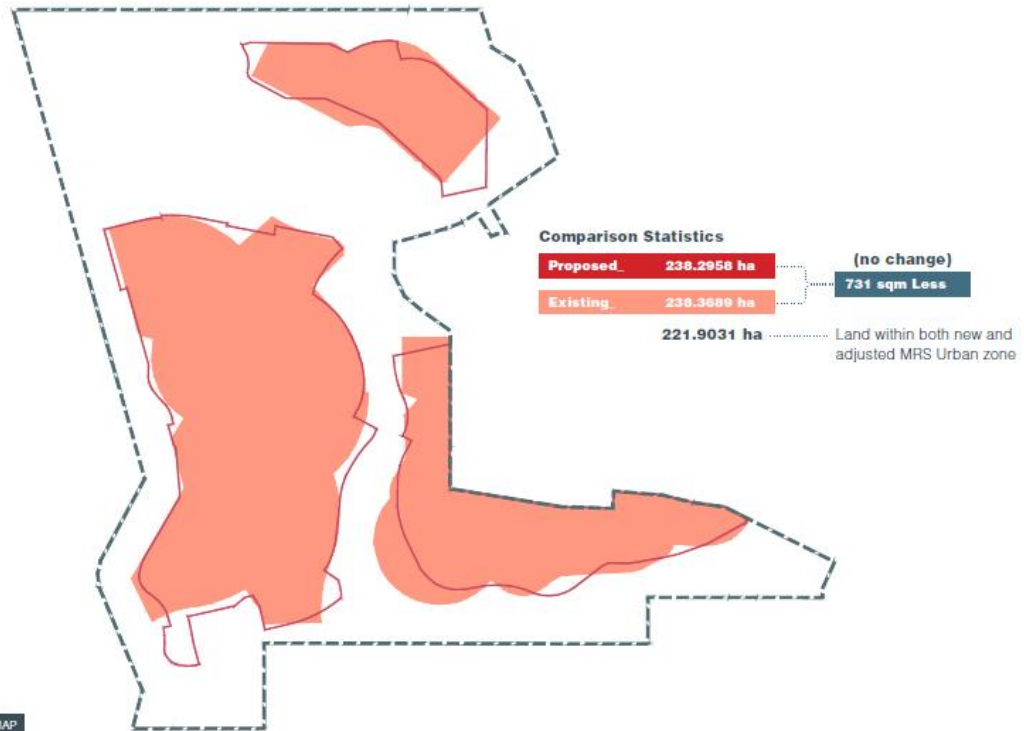 Comparison Statistics
Proposed_ 238.2958 ha
Existing_ 238.3689 ha
(no change)
731 sqm Less
221.9031 ha
Land within both new and
adjusted MRS Urban zone